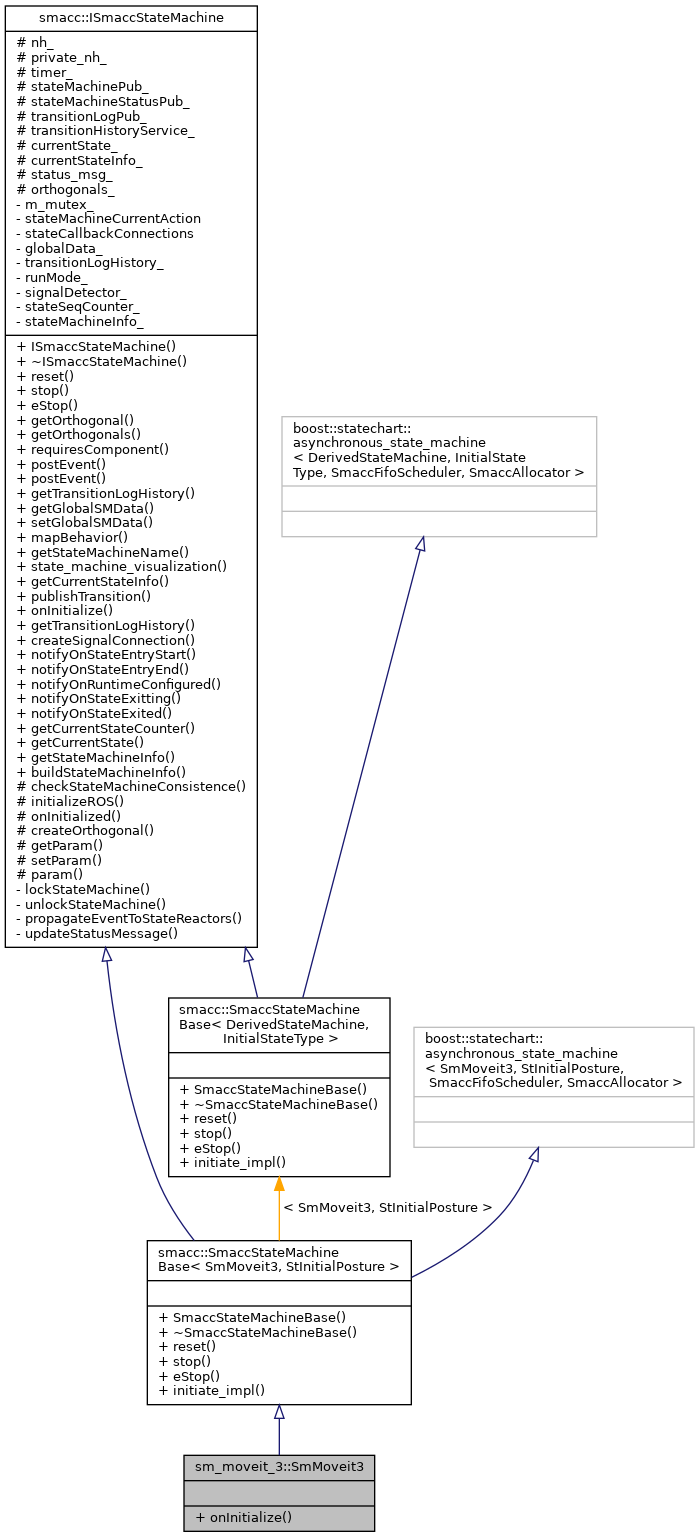 smacc::ISmaccStateMachine
# nh_
# private_nh_
# timer_
# stateMachinePub_
# stateMachineStatusPub_
# transitionLogPub_
# transitionHistoryService_
# currentState_
# currentStateInfo_
# status_msg_
# orthogonals_
- m_mutex_
- stateMachineCurrentAction
- stateCallbackConnections
- globalData_
- transitionLogHistory_
- runMode_
- signalDetector_
- stateSeqCounter_
- stateMachineInfo_
+ ISmaccStateMachine()
+ ~ISmaccStateMachine()
+ reset()
+ stop()
+ eStop()
+ getOrthogonal()
+ getOrthogonals()
+ requiresComponent()
+ postEvent()
+ postEvent()
+ getTransitionLogHistory()
+ getGlobalSMData()
+ setGlobalSMData()
+ mapBehavior()
+ getStateMachineName()
+ state_machine_visualization()
+ getCurrentStateInfo()
+ publishTransition()
+ onInitialize()
+ getTransitionLogHistory()
+ createSignalConnection()
+ notifyOnStateEntryStart()
+ notifyOnStateEntryEnd()
+ notifyOnRuntimeConfigured()
+ notifyOnStateExitting()
+ notifyOnStateExited()
+ getCurrentStateCounter()
+ getCurrentState()
+ getStateMachineInfo()
+ buildStateMachineInfo()
# checkStateMachineConsistence()
# initializeROS()
# onInitialized()
# createOrthogonal()
# getParam()
# setParam()
# param()
- lockStateMachine()
- unlockStateMachine()
- propagateEventToStateReactors()
- updateStatusMessage()
boost::statechart::
asynchronous_state_machine
< DerivedStateMachine, InitialState
Type, SmaccFifoScheduler, SmaccAllocator >
smacc::SmaccStateMachine
Base< DerivedStateMachine,
InitialStateType >
+ SmaccStateMachineBase()
+ ~SmaccStateMachineBase()
+ reset()
+ stop()
+ eStop()
+ initiate_impl()
boost::statechart::
asynchronous_state_machine
< SmMoveit3, StInitialPosture,
SmaccFifoScheduler, SmaccAllocator >
< SmMoveit3, StInitialPosture >
smacc::SmaccStateMachine
Base< SmMoveit3, StInitialPosture >
+ SmaccStateMachineBase()
+ ~SmaccStateMachineBase()
+ reset()
+ stop()
+ eStop()
+ initiate_impl()
sm_moveit_3::SmMoveit3
+ onInitialize()